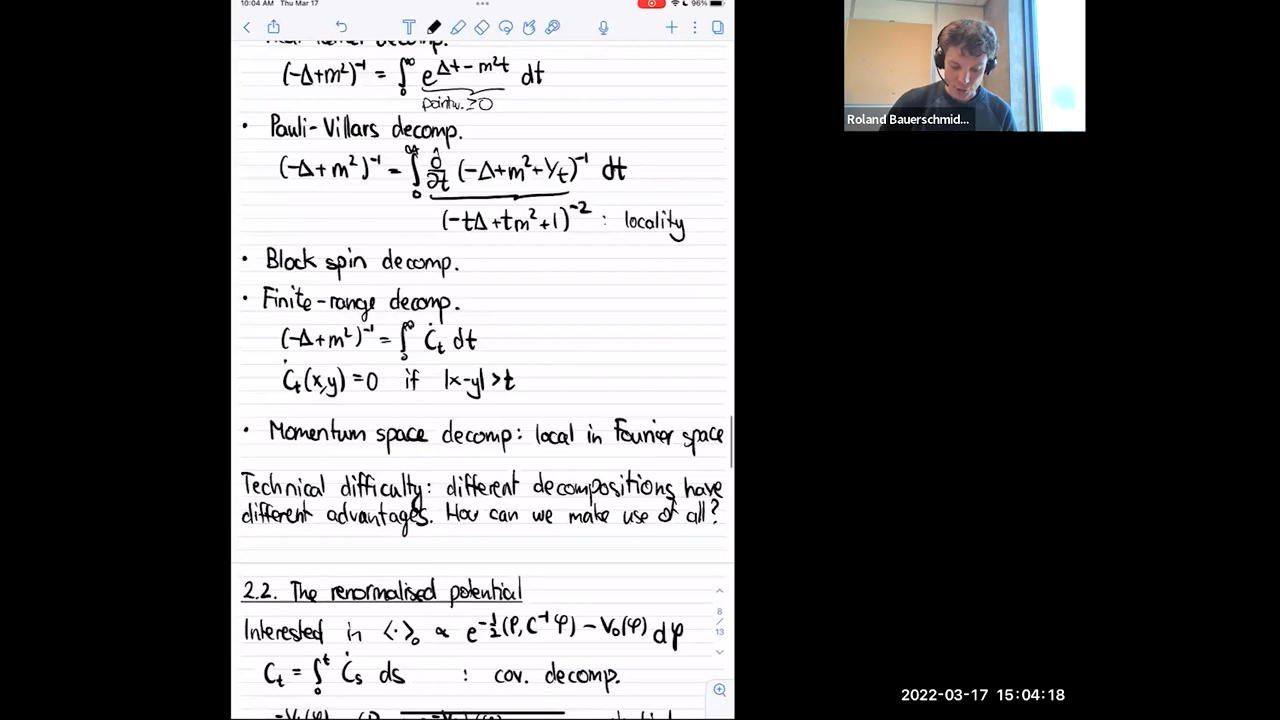 10:04 AM Thu Mar 17
96%
decomp.
(-Δ+m²)⁻¹ = ∫₀^∞ e^{Δt - m²t} dt
pointw. ≥0
• Pauli-Villars decomp.
(-Δ+m²)⁻¹ = ∫₀^∞ ∂/∂t (-Δ+m²+1/t)⁻¹ dt
(-tΔ+tm²+1)⁻² : locality
• Block spin decomp.
• Finite-range decomp.
(-Δ+m²)⁻¹ = ∫₀^∞ Ċ_t dt
Ċ_t(x,y) = 0 if |x-y| > t
• Momentum space decomp: local in Fourier space
Technical difficulty: different decompositions have
different advantages. How can we make use of all?
2.2. The renormalised potential
Interested in <·>₀ ∝ e^{-½(φ, C⁻¹φ) - V₀(φ)} dφ
C_t = ∫₀^t Ċ_s ds : cov. decomp.
8
/
13
Roland Bauerschmid...
2022-03-17 15:04:18